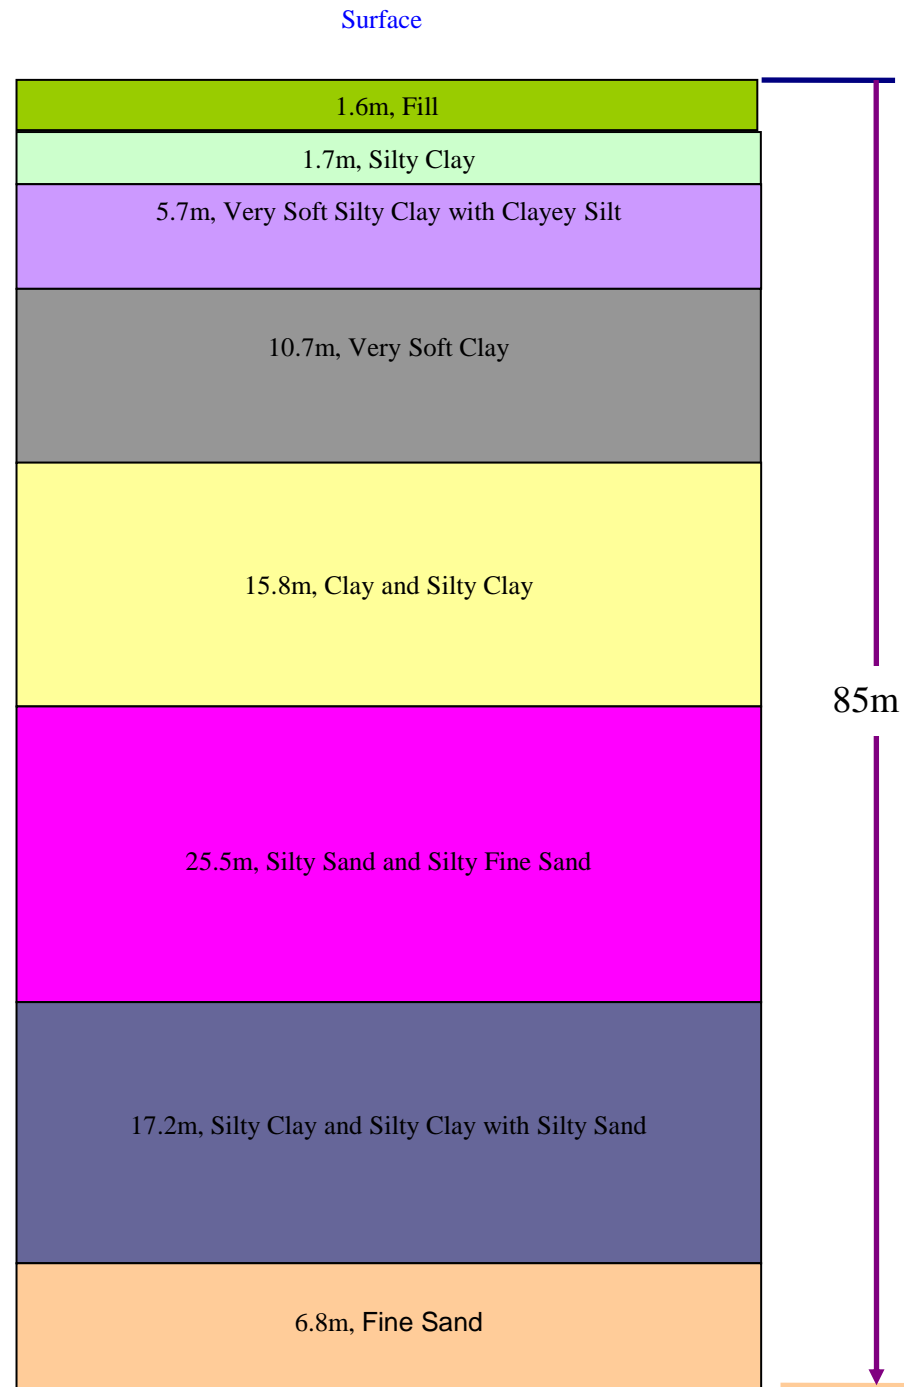 Surface
1.6m, Fill
1.7m, Silty Clay
5.7m, Very Soft Silty Clay with Clayey Silt
10.7m, Very Soft Clay
15.8m, Clay and Silty Clay
85m
25.5m, Silty Sand and Silty Fine Sand
17.2m, Silty Clay and Silty Clay with Silty Sand
6.8m, Fine Sand